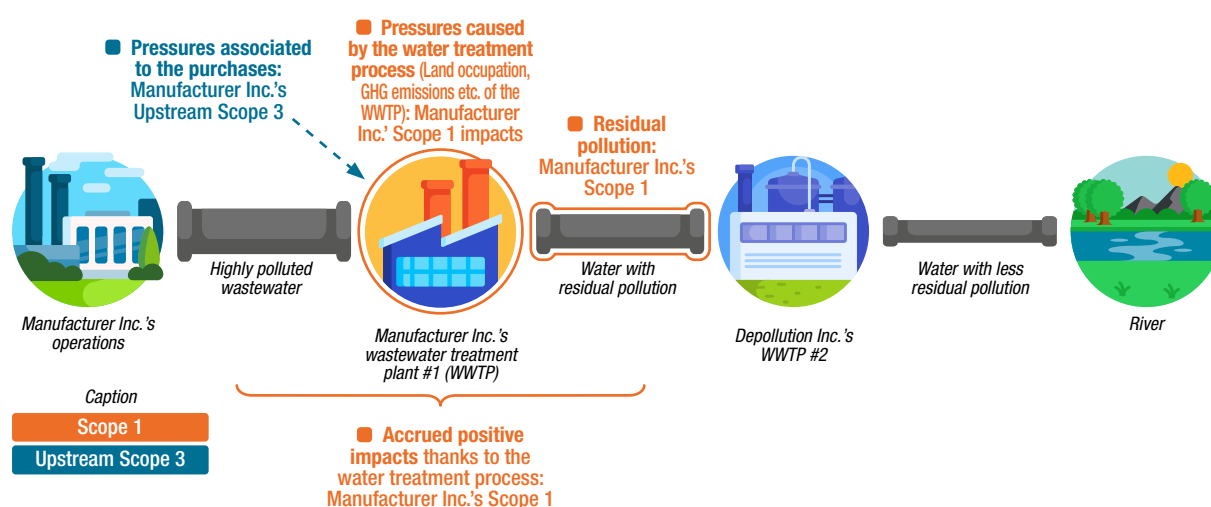 Pressures associated
to the purchases:
Manufacturer Inc.'s
Upstream Scope 3
Pressures caused
by the water treatment
process (Land occupation,
GHG emissions etc. of the
WWTP): Manufacturer
Inc.' Scope 1 impacts
Residual
pollution:
Manufacturer Inc.'s
Scope 1
Highly polluted
wastewater
Water with
residual pollution
Water with less
residual pollution
Manufacturer Inc.'s
operations
Manufacturer Inc.'s
wastewater treatment
plant #1 (WWTP)
Depollution Inc.'s
WWTP #2
River
Caption
Scope 1
Upstream Scope 3
Accrued positive
impacts thanks to the
water treatment process:
Manufacturer Inc.'s Scope 1